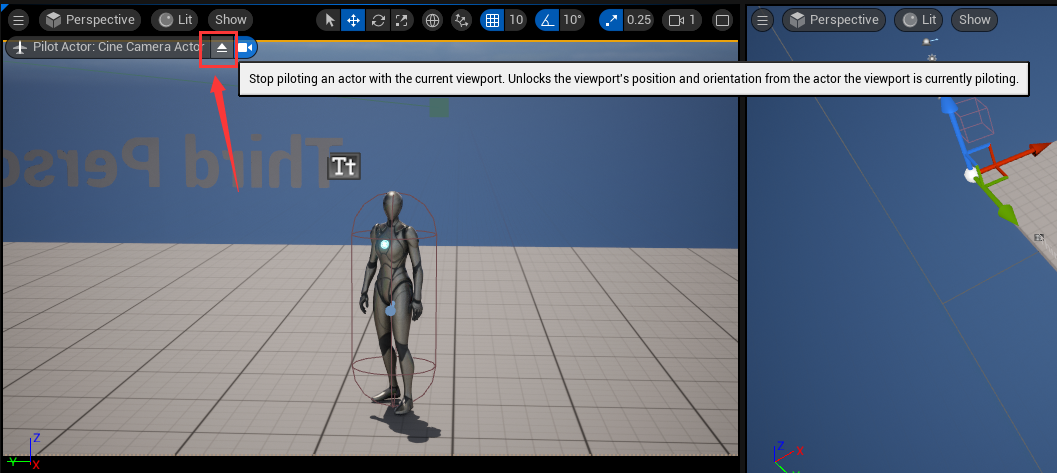 Perspective Lit Show 10 10° 0.25 1 Perspective Lit Show
Pilot Actor: Cine Camera Actor
Stop piloting an actor with the current viewport. Unlocks the viewport's position and orientation from the actor the viewport is currently piloting.
Third Perso
Tt
Z
Y X
Z X
Y